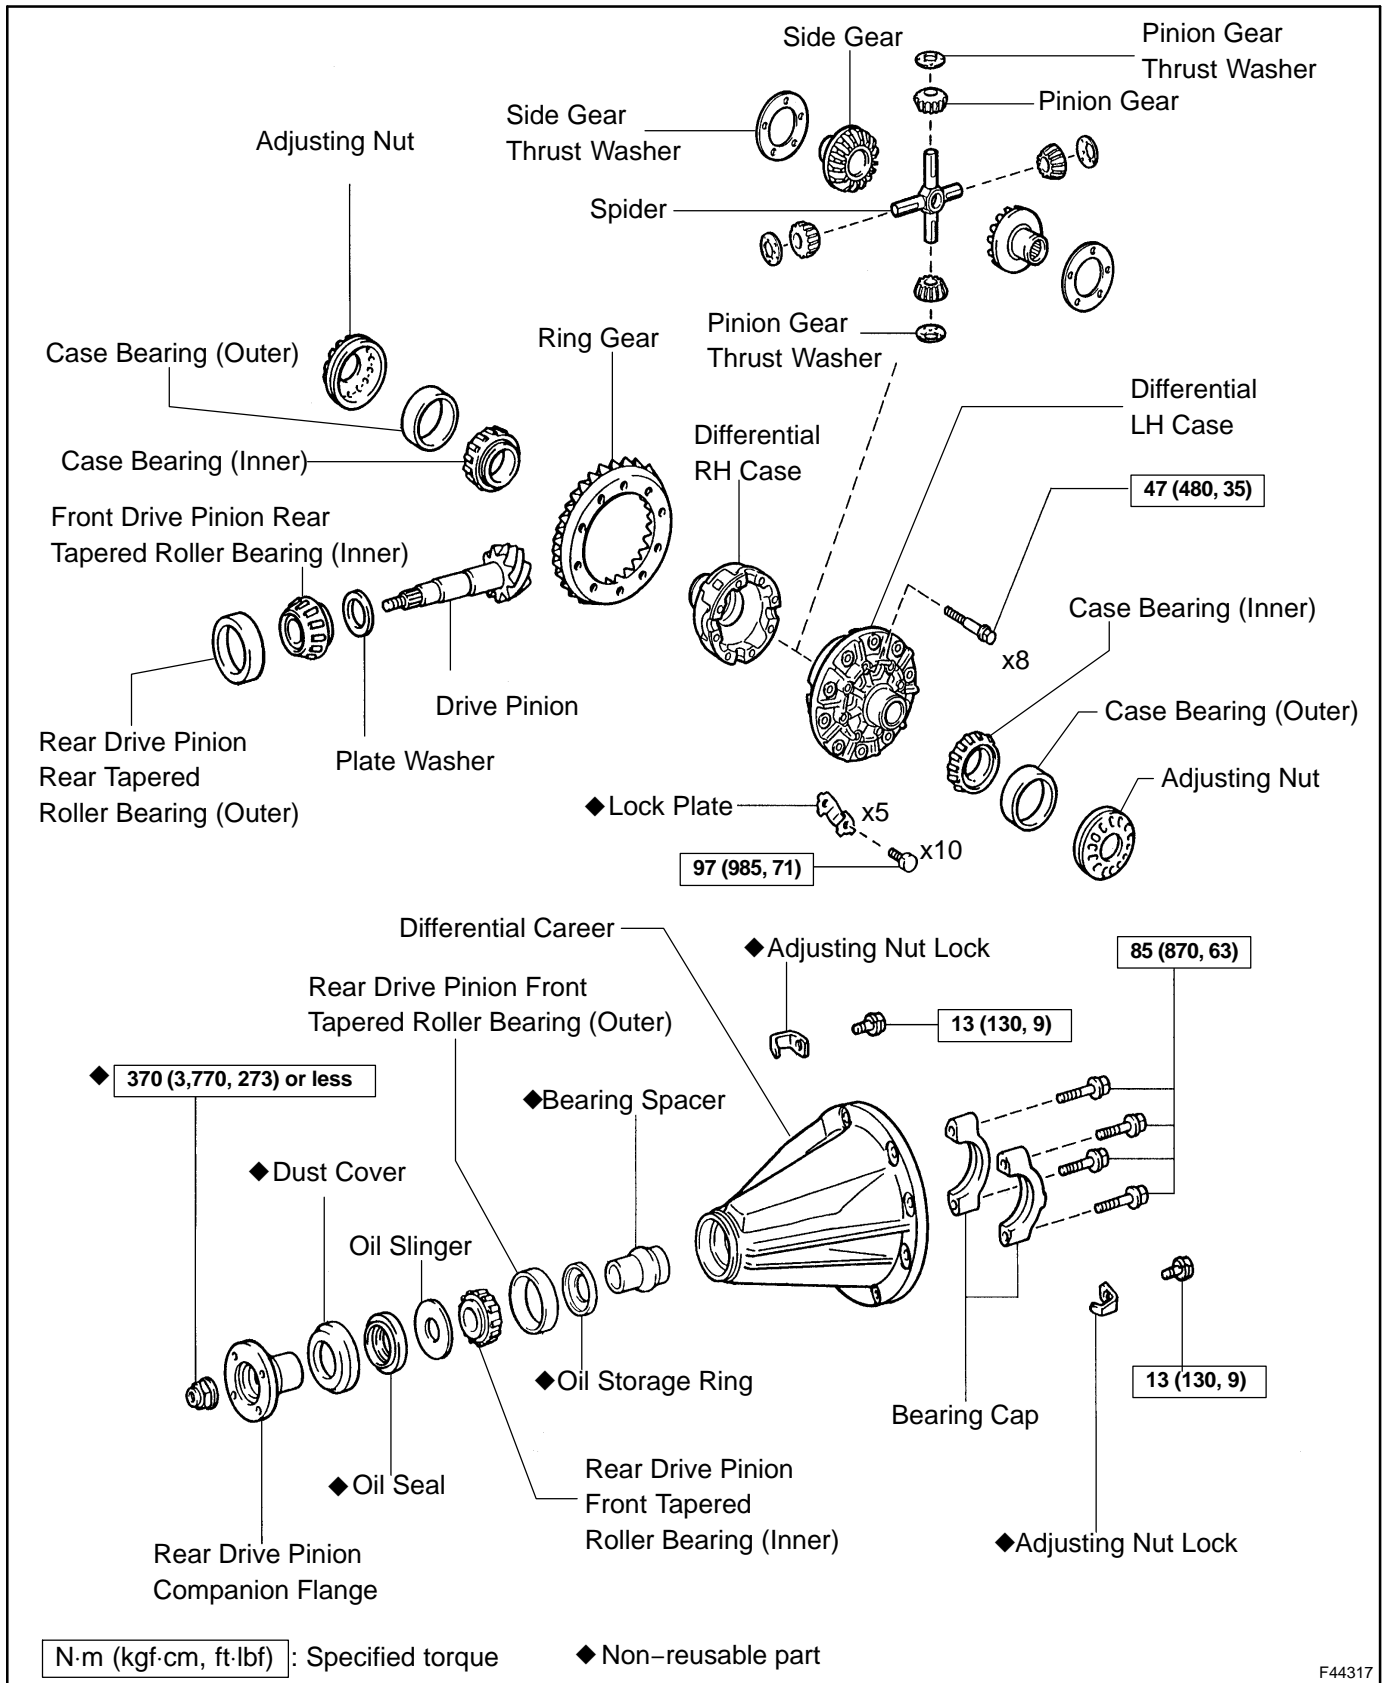 Side Gear
Pinion Gear
Thrust Washer
Pinion Gear
Side Gear
Thrust Washer
Adjusting Nut
Spider
Pinion Gear
Thrust Washer
Ring Gear
Case Bearing (Outer)
Differential
LH Case
Differential
RH Case
Case Bearing (Inner)
47 (480, 35)
Front Drive Pinion Rear
Tapered Roller Bearing (Inner)
Case Bearing (Inner)
x8
Drive Pinion
Case Bearing (Outer)
Rear Drive Pinion
Rear Tapered
Roller Bearing (Outer)
Plate Washer
Adjusting Nut
◆Lock Plate
x5
x10
97 (985, 71)
Differential Career
◆Adjusting Nut Lock
85 (870, 63)
Rear Drive Pinion Front
Tapered Roller Bearing (Outer)
13 (130, 9)
◆ 370 (3,770, 273) or less
◆Bearing Spacer
◆Dust Cover
Oil Slinger
◆Oil Storage Ring
13 (130, 9)
Bearing Cap
◆Oil Seal
Rear Drive Pinion
Front Tapered
Roller Bearing (Inner)
◆Adjusting Nut Lock
Rear Drive Pinion
Companion Flange
N·m (kgf·cm, ft·lbf) : Specified torque
◆ Non−reusable part
F44317